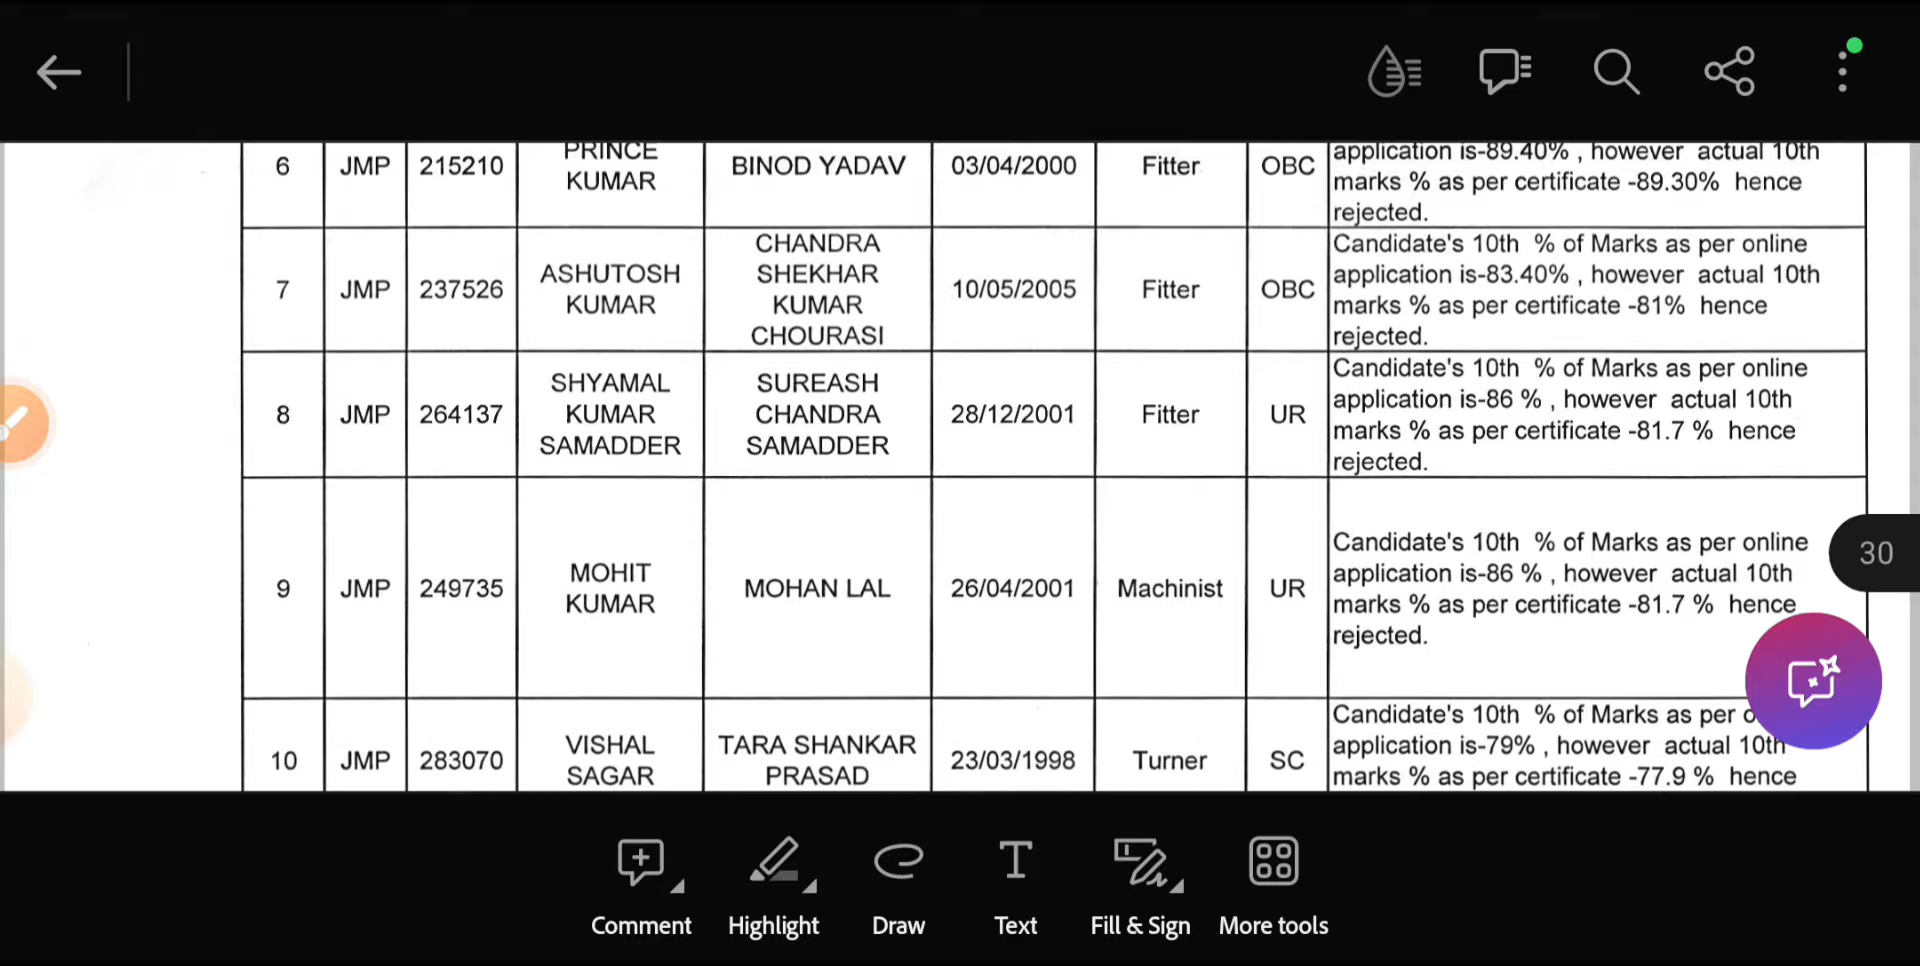 6 JMP 215210 PRINCE KUMAR BINOD YADAV 03/04/2000 Fitter OBC application is-89.40% , however actual 10th
marks % as per certificate -89.30% hence
rejected.
7 JMP 237526 ASHUTOSH KUMAR CHANDRA SHEKHAR KUMAR CHOURASI 10/05/2005 Fitter OBC Candidate's 10th % of Marks as per online
application is-83.40% , however actual 10th
marks % as per certificate -81% hence
rejected.
8 JMP 264137 SHYAMAL KUMAR SAMADDER SUREASH CHANDRA SAMADDER 28/12/2001 Fitter UR Candidate's 10th % of Marks as per online
application is-86 % , however actual 10th
marks % as per certificate -81.7 % hence
rejected.
9 JMP 249735 MOHIT KUMAR MOHAN LAL 26/04/2001 Machinist UR Candidate's 10th % of Marks as per online
application is-86 % , however actual 10th
marks % as per certificate -81.7 % hence
rejected.
30
10 JMP 283070 VISHAL SAGAR TARA SHANKAR PRASAD 23/03/1998 Turner SC Candidate's 10th % of Marks as per
application is-79% , however actual 10th
marks % as per certificate -77.9 % hence
Comment Highlight Draw Text Fill & Sign More tools